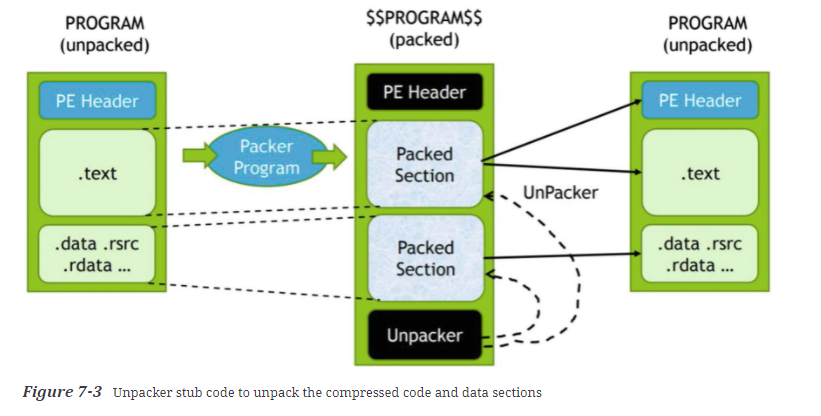 PROGRAM
(unpacked)
PE Header
.text
.data .rsrc
.rdata ...
Packer
Program
$$PROGRAM$$
(packed)
PE Header
Packed
Section
Packed
Section
Unpacker
UnPacker
PROGRAM
(unpacked)
PE Header
.text
.data .rsrc
.rdata ...
Figure 7-3 Unpacker stub code to unpack the compressed code and data sections